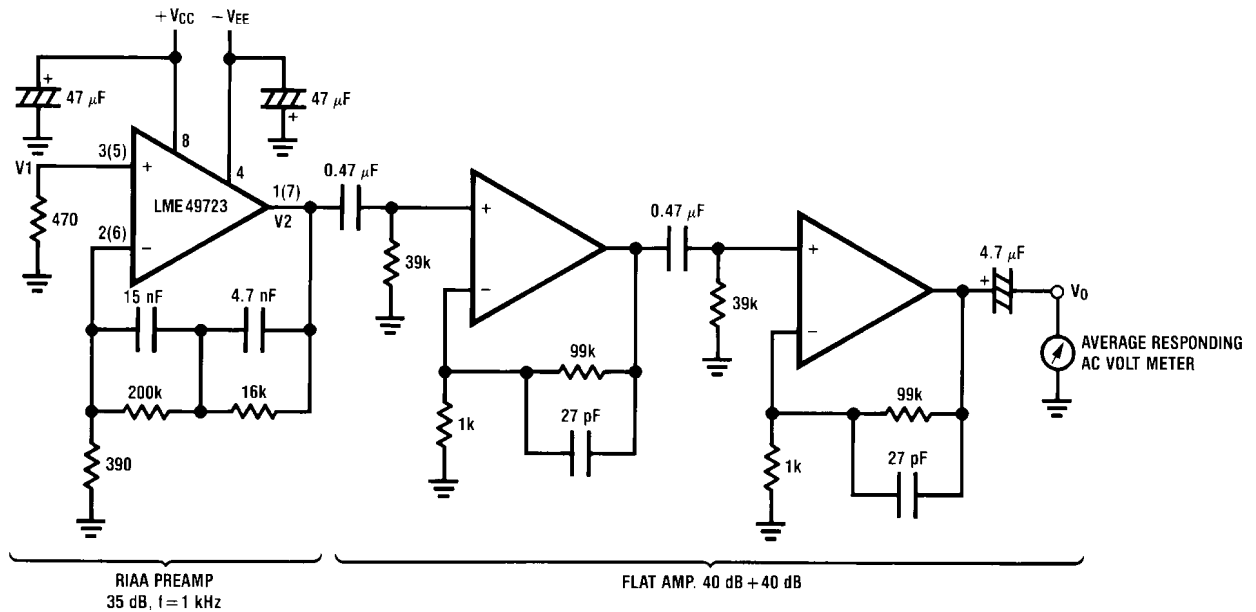 +VCC
−VEE
+
47 μF
47 μF
+
8
3(5)
V1
+
4
0.47 μF
1(7)
LME49723
V2
470
2(6)
−
+
0.47 μF
39k
−
+
4.7 μF
+
VO
39k
−
15 nF
4.7 nF
AVERAGE RESPONDING
AC VOLT METER
99k
200k
16k
1k
27 pF
99k
390
1k
27 pF
RIAA PREAMP
35 dB, f=1 kHz
FLAT AMP. 40 dB+40 dB